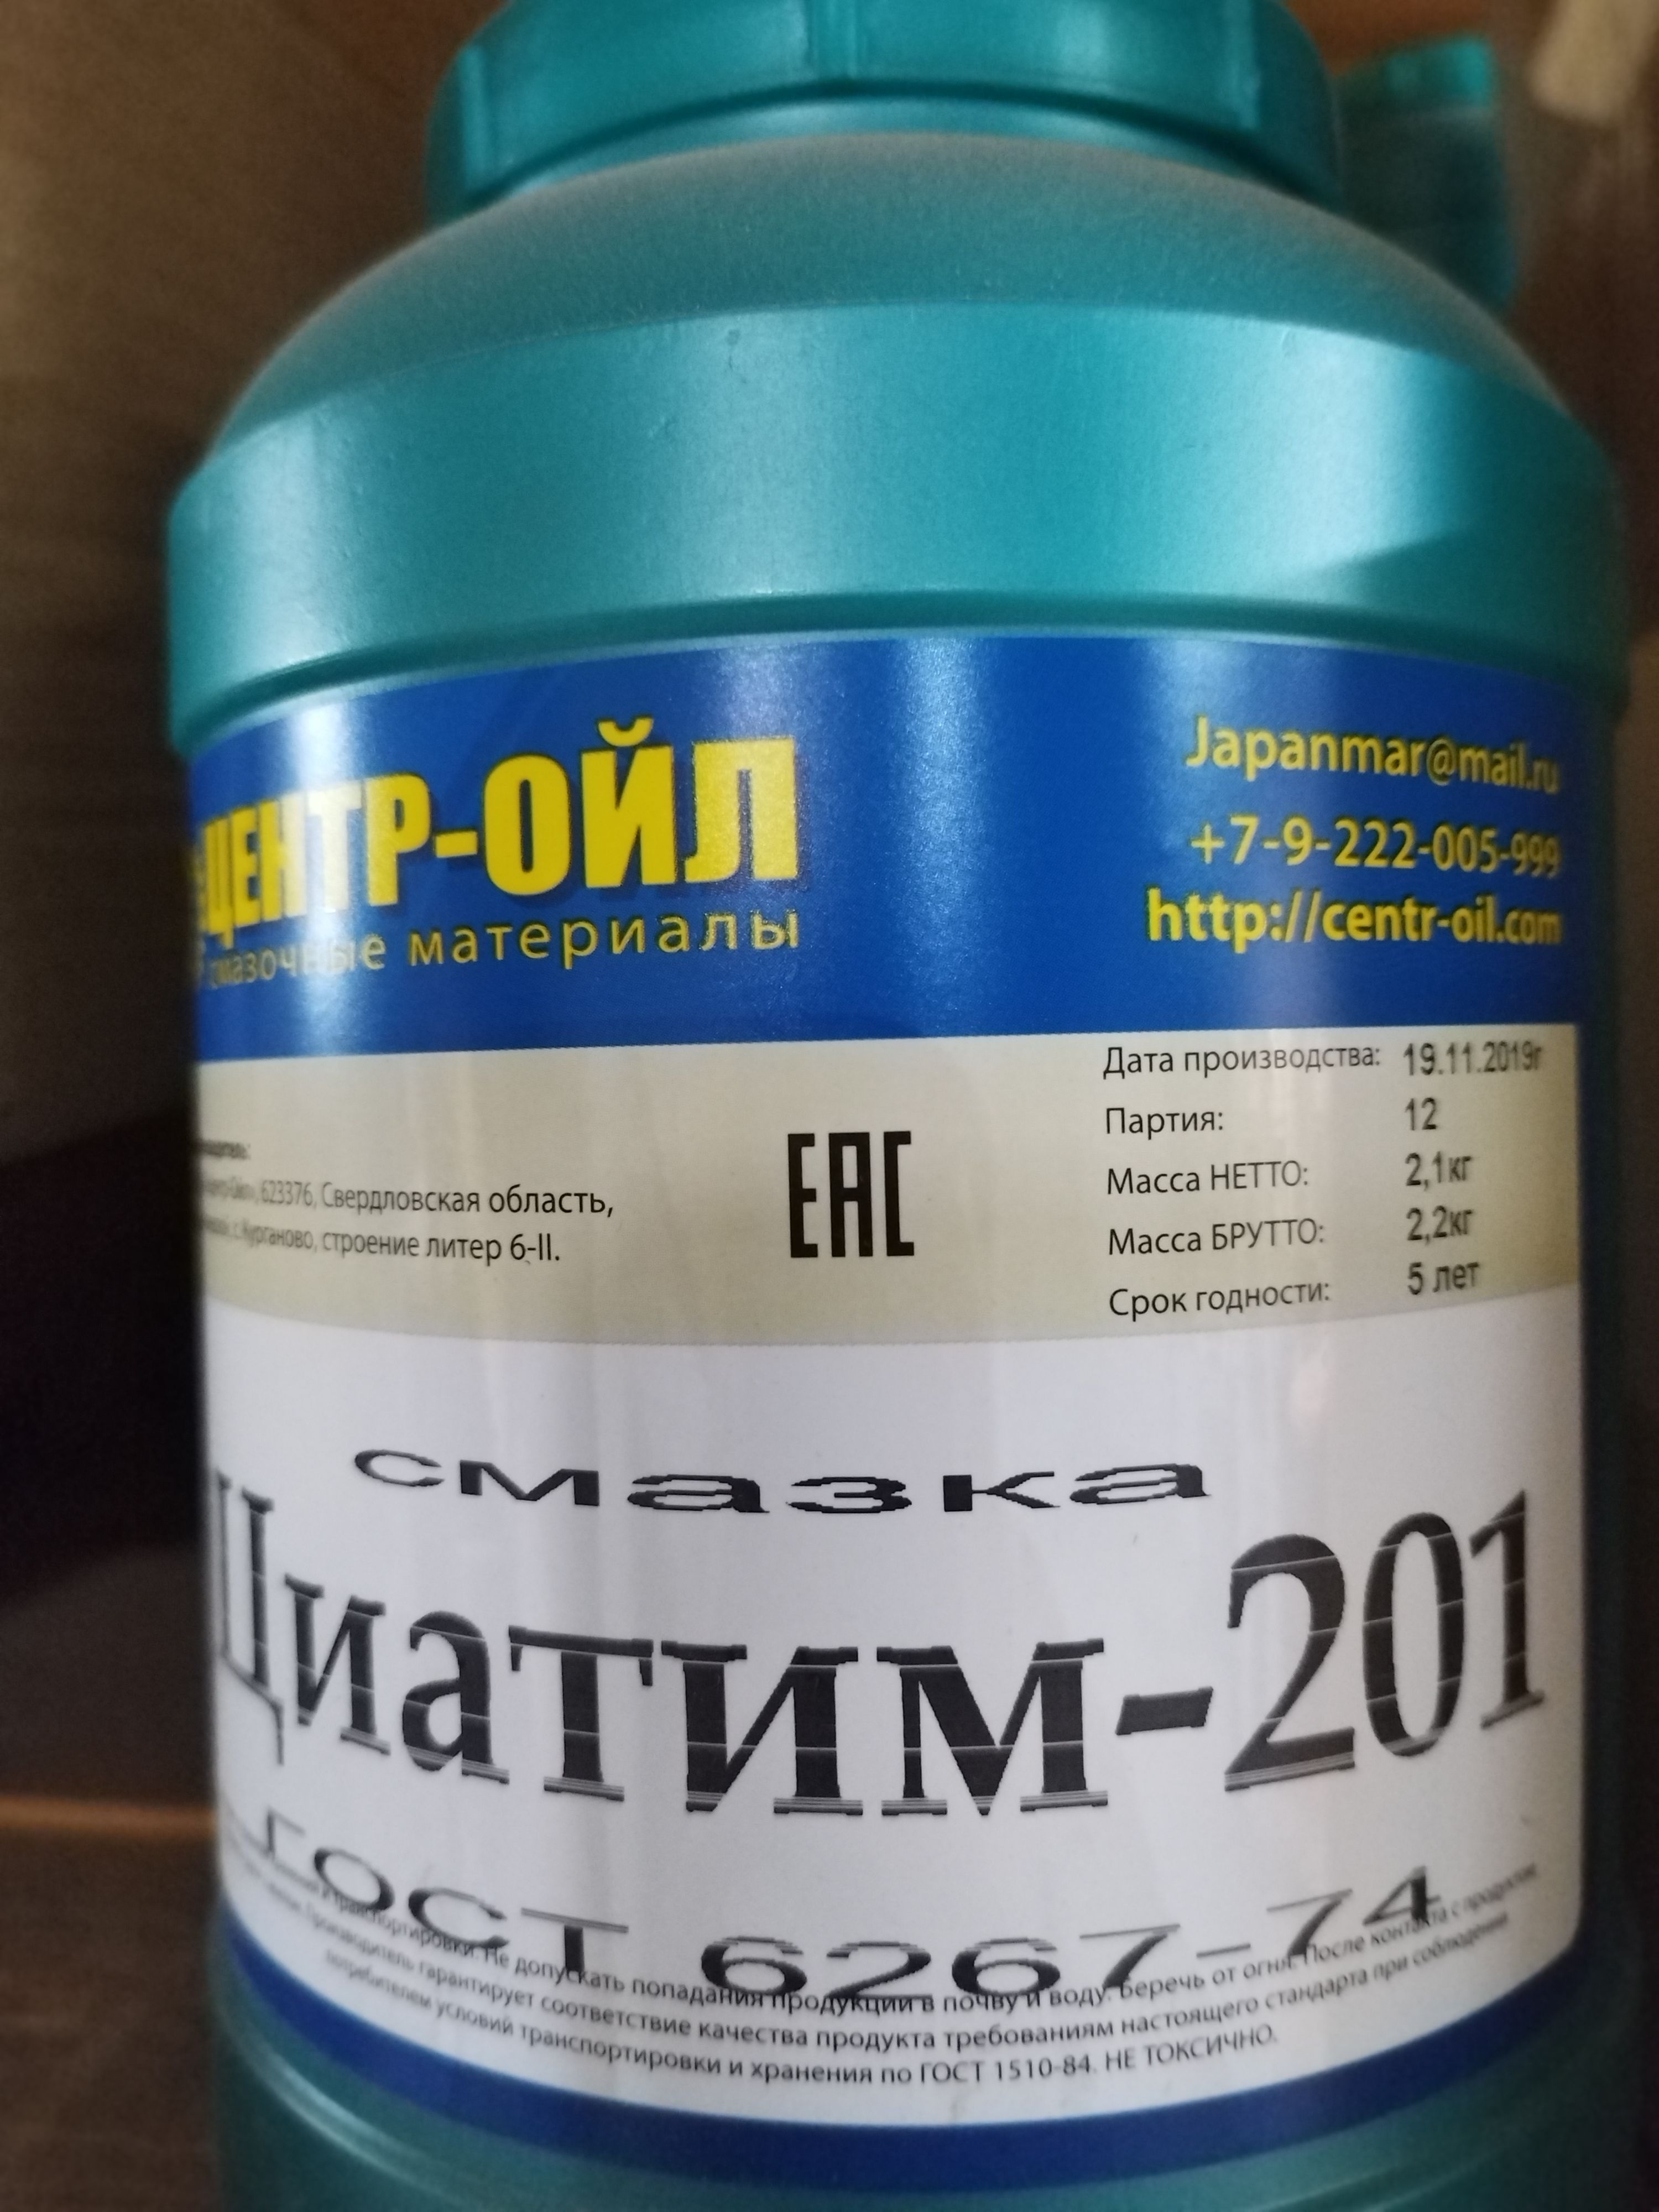 ЦЕНТР-ОЙЛ
смазочные материалы
Japanmar@mail.ru
+7-9-222-005-999
http://centr-oil.com
623376, Свердловская область,
с. Курганово, строение литер 6-II.
ЕАС
Дата производства: 19.11.2019г
Партия: 12
Масса НЕТТО: 2,1кг
Масса БРУТТО: 2,2кг
Срок годности: 5 лет
смазка
Циатим-201
ГОСТ 6267-74
транспортировки. Не допускать попадания продукции в почву и воду. Беречь от огня. После контакта с продуктом
Производитель гарантирует соответствие качества продукта требованиям настоящего стандарта при соблюдении
потребителем условий транспортировки и хранения по ГОСТ 1510-84. НЕ ТОКСИЧНО.